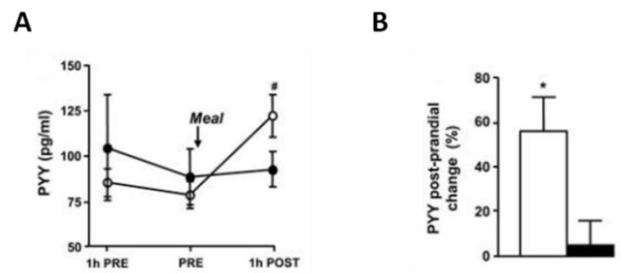 A
B
150
125
100
75
50
PYY (pg/ml)
Meal
#
1h PRE
PRE
1h POST
80
60
40
20
0
PYY post-prandial
change (%)
*